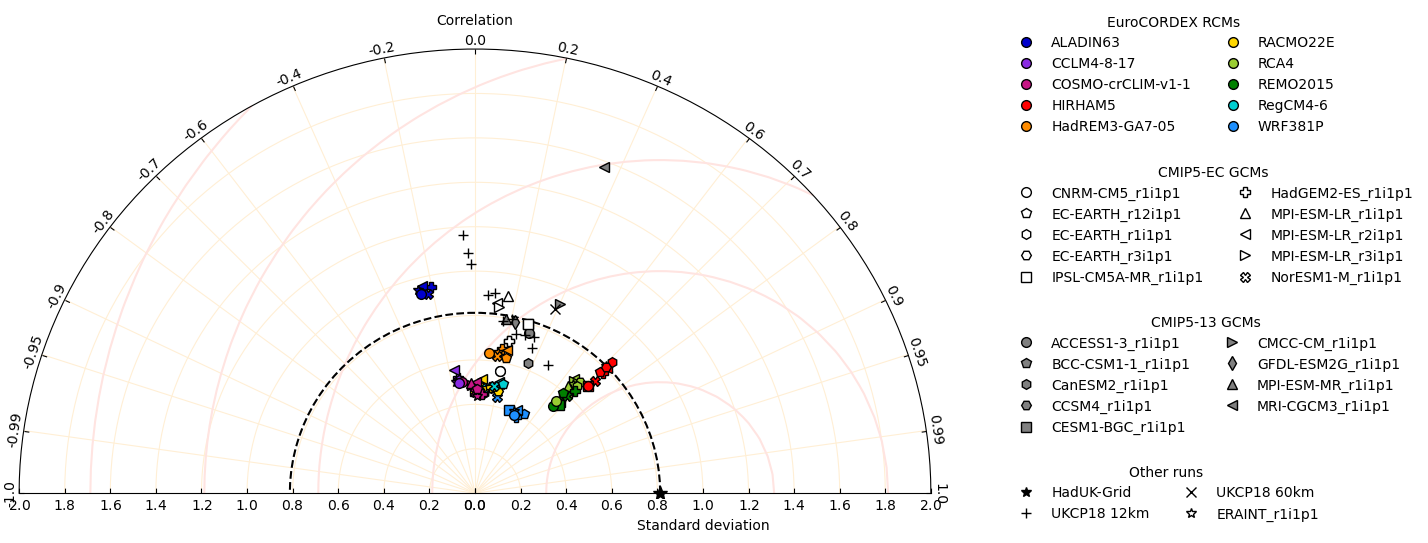 Correlation
0.0
-0.2
0.2
-0.4
0.4
-0.6
0.6
-0.7
0.7
-0.8
0.8
-0.9
0.9
-0.95
0.95
-0.99
0.99
-1.0
1.0
2.0 1.8 1.6 1.4 1.2 1.0 0.8 0.6 0.4 0.2 0.0 0.2 0.4 0.6 0.8 1.0 1.2 1.4 1.6 1.8 2.0
Standard deviation
EuroCORDEX RCMs
ALADIN63 RACMO22E
CCLM4-8-17 RCA4
COSMO-crCLIM-v1-1 REMO2015
HIRHAM5 RegCM4-6
HadREM3-GA7-05 WRF381P
CMIP5-EC GCMs
CNRM-CM5_r1i1p1 HadGEM2-ES_r1i1p1
EC-EARTH_r12i1p1 MPI-ESM-LR_r1i1p1
EC-EARTH_r1i1p1 MPI-ESM-LR_r2i1p1
EC-EARTH_r3i1p1 MPI-ESM-LR_r3i1p1
IPSL-CM5A-MR_r1i1p1 NorESM1-M_r1i1p1
CMIP5-13 GCMs
ACCESS1-3_r1i1p1 CMCC-CM_r1i1p1
BCC-CSM1-1_r1i1p1 GFDL-ESM2G_r1i1p1
CanESM2_r1i1p1 MPI-ESM-MR_r1i1p1
CCSM4_r1i1p1 MRI-CGCM3_r1i1p1
CESM1-BGC_r1i1p1
Other runs
HadUK-Grid UKCP18 60km
UKCP18 12km ERAINT_r1i1p1